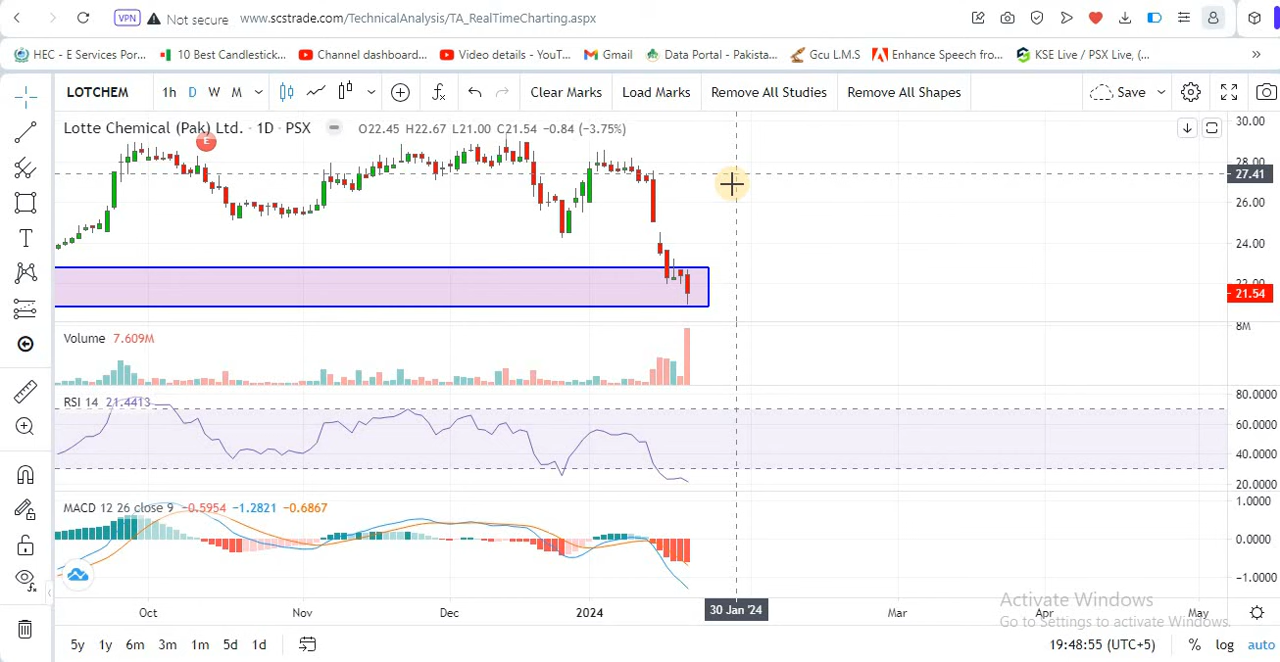 VPN Not secure www.scstrade.com/TechnicalAnalysis/TA_RealTimeCharting.aspx
HEC - E Services Por... 10 Best Candlestick... Channel dashboard... Video details - YouT... Gmail Data Portal - Pakista... Gcu L.M.S Enhance Speech fro... KSE Live / PSX Live, (... »
LOTCHEM 1h D W M Clear Marks Load Marks Remove All Studies Remove All Shapes Save
Lotte Chemical (Pak) Ltd. · 1D · PSX O22.45 H22.67 L21.00 C21.54 −0.84 (−3.75%)
E
30.00
28.00
27.41
26.00
24.00
22.00
21.54
Volume 7.609M
8M
RSI 14 21.4413
80.0000
60.0000
40.0000
20.0000
MACD 12 26 close 9 −0.5954 −1.2821 −0.6867
1.0000
0.0000
−1.0000
Oct Nov Dec 2024 30 Jan '24 Mar Apr May
Activate Windows
Go to Settings to activate Windows.
5y 1y 6m 3m 1m 5d 1d 19:48:55 (UTC+5) % log auto